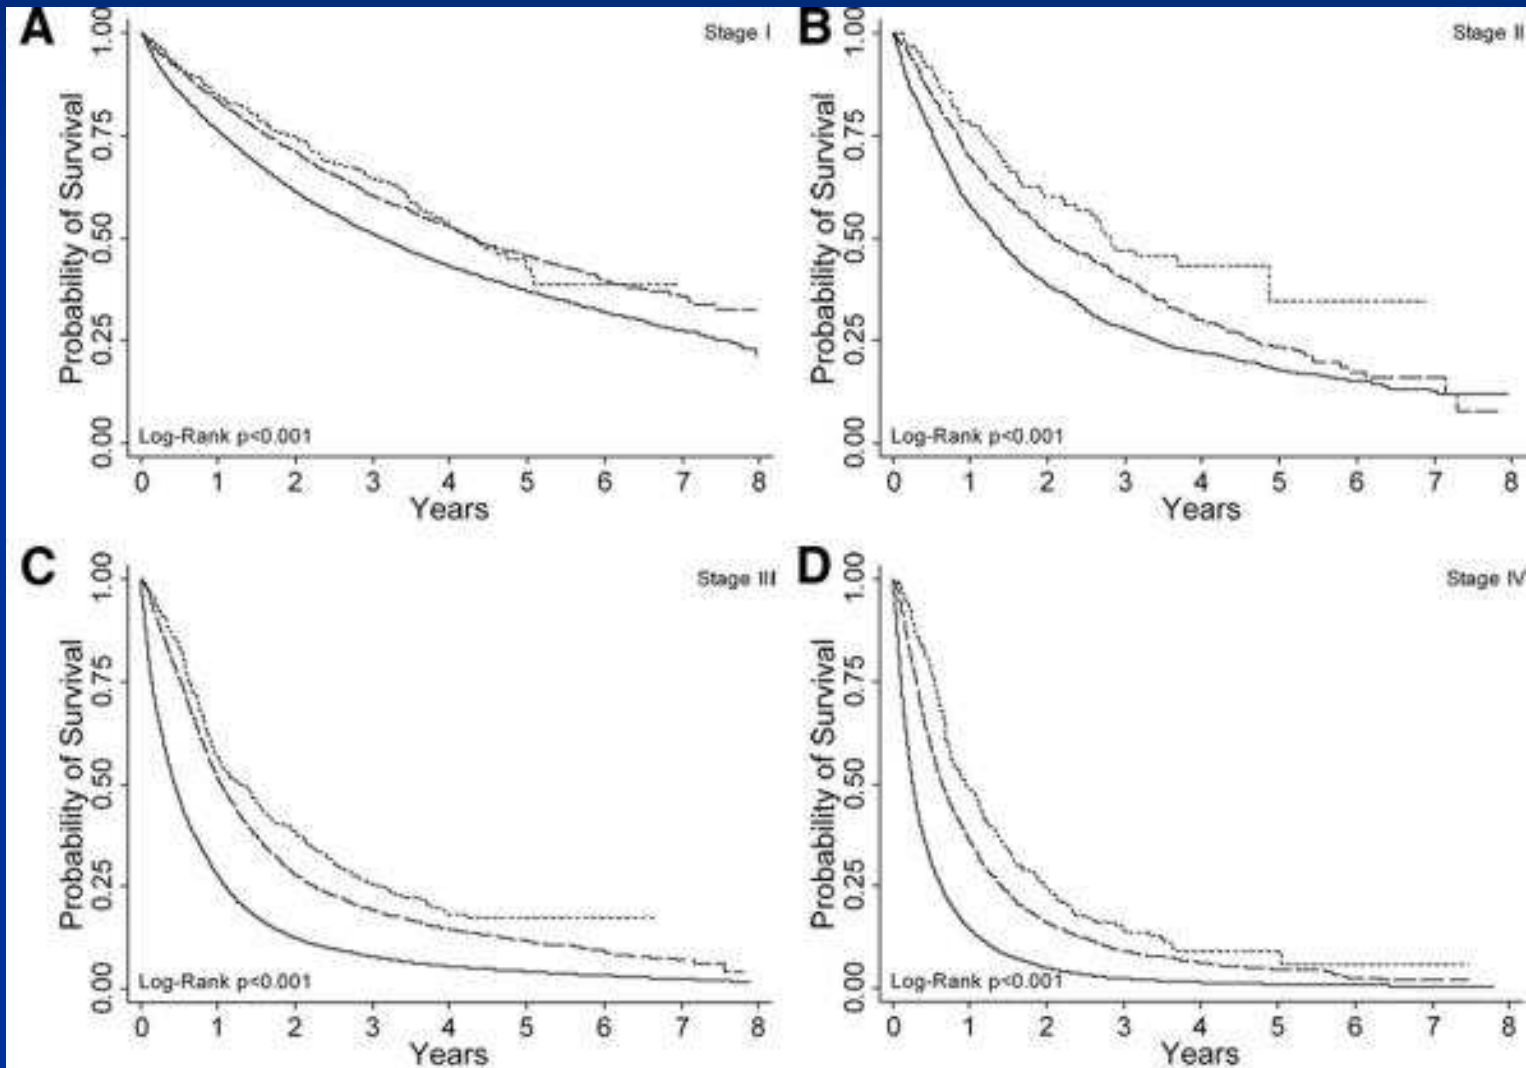 A
Stage I
Probability of Survival
1.00
0.75
0.50
0.25
0.00
Log-Rank p<0.001
0 1 2 3 4 5 6 7 8
Years
B
Stage II
Probability of Survival
1.00
0.75
0.50
0.25
0.00
Log-Rank p<0.001
0 1 2 3 4 5 6 7 8
Years
C
Stage III
Probability of Survival
1.00
0.75
0.50
0.25
0.00
Log-Rank p<0.001
0 1 2 3 4 5 6 7 8
Years
D
Stage IV
Probability of Survival
1.00
0.75
0.50
0.25
0.00
Log-Rank p<0.001
0 1 2 3 4 5 6 7 8
Years